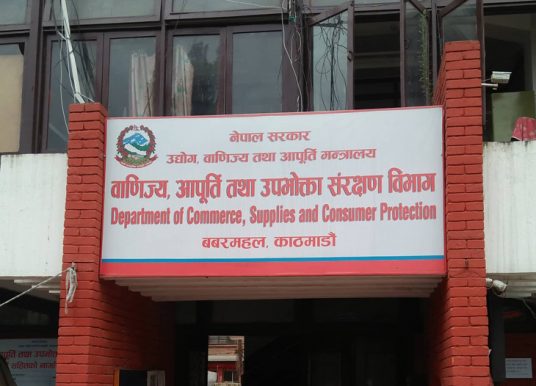 नेपाल सरकार
उद्योग, वाणिज्य तथा आपूर्ति मन्त्रालय
वाणिज्य, आपूर्ति तथा उपभोक्ता संरक्षण विभाग
Department of Commerce, Supplies and Consumer Protection
बबरमहल, काठमाडौं